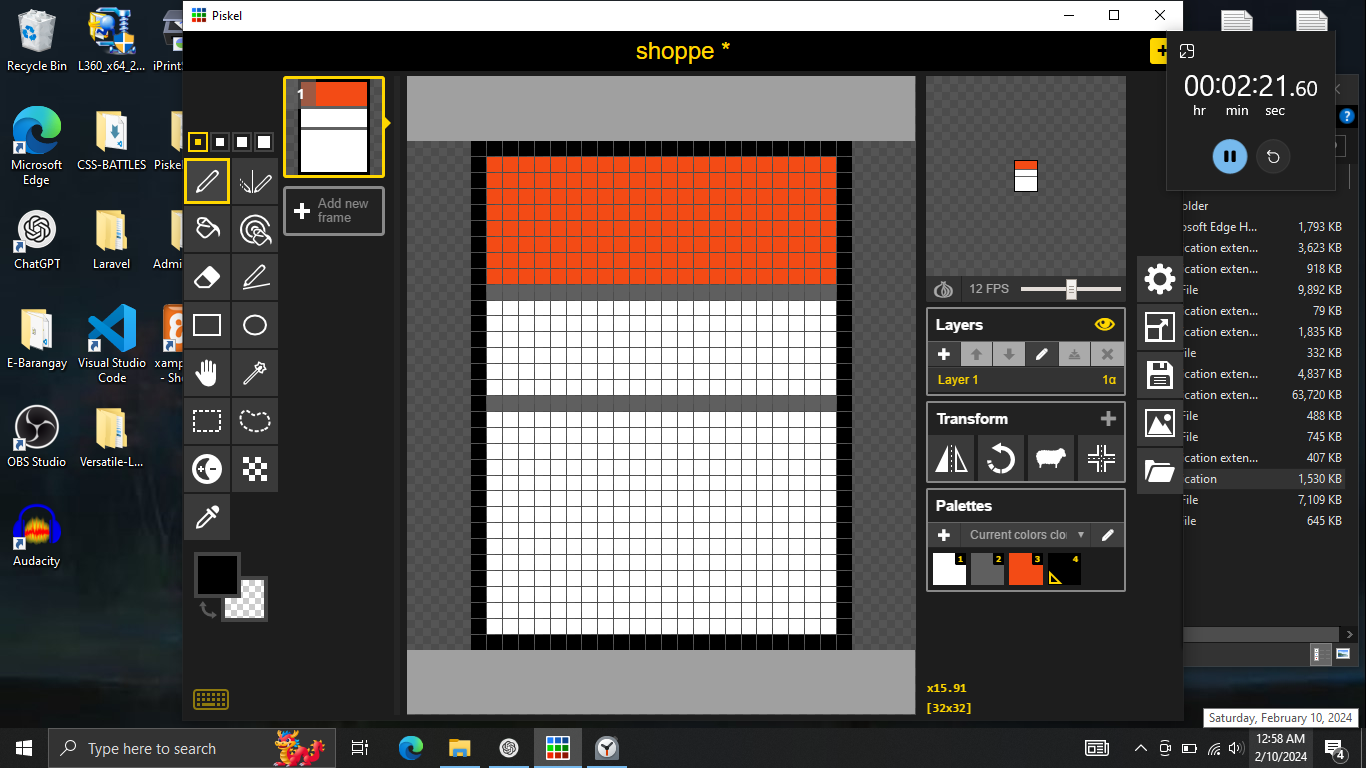 Piskel
shoppe *
00:02:21.60
hr min sec
Recycle Bin
L360_x64_2...
Microsoft
Edge
CSS-BATTLES
ChatGPT
Laravel
E-Barangay
Visual Studio
Code
- Sh
OBS Studio
Versatile-L...
Audacity
1
Add new
frame
12 FPS
Layers
Layer 1
1α
Transform
Palettes
Current colors clo
1
2
3
4
x15.91
[32x32]
older
osoft Edge H... 1,793 KB
cation exten... 3,623 KB
cation exten... 918 KB
File 9,892 KB
cation exten... 79 KB
cation exten... 1,835 KB
ile 332 KB
cation exten... 4,837 KB
cation exten... 63,720 KB
File 488 KB
File 745 KB
cation exten... 407 KB
cation 1,530 KB
File 7,109 KB
ile 645 KB
Saturday, February 10, 2024
Type here to search
12:58 AM
2/10/2024
4